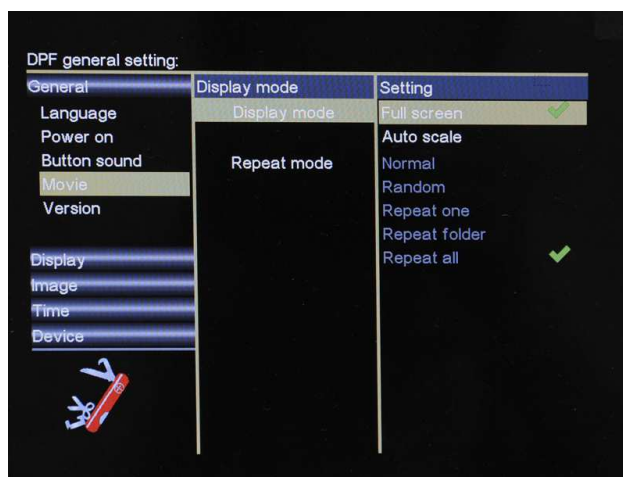 DPF general setting:
General
Language
Power on
Button sound
Movie
Version
Display
Image
Time
Device
Display mode
Display mode
Repeat mode
Setting
Full screen
Auto scale
Normal
Random
Repeat one
Repeat folder
Repeat all